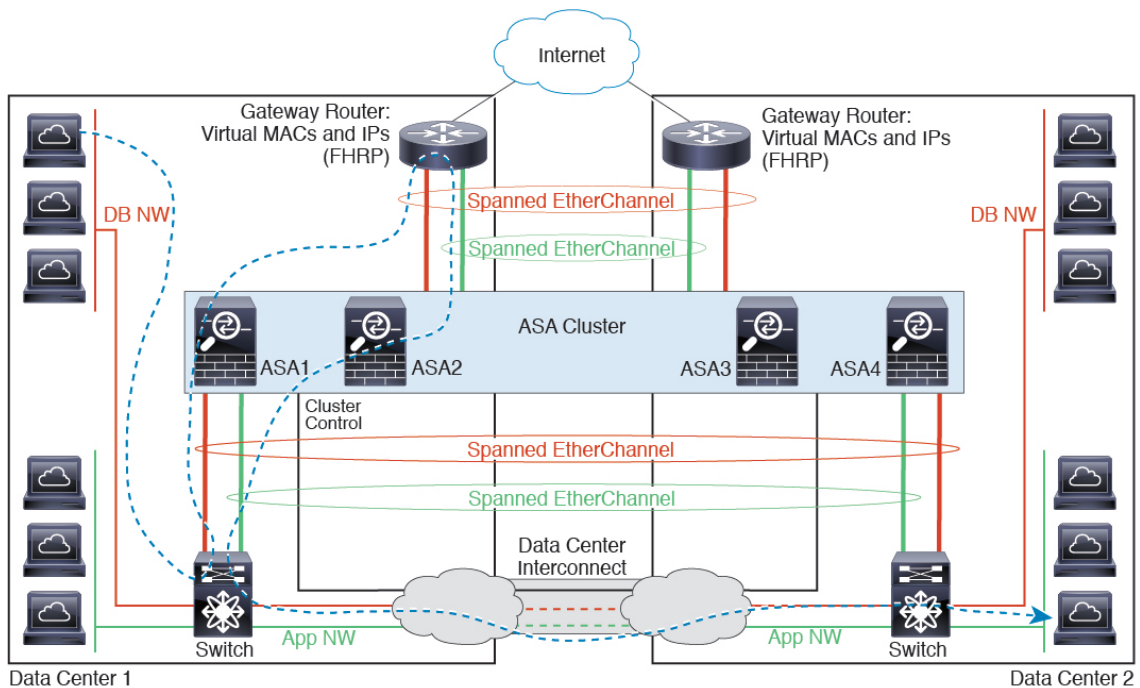 Internet
Gateway Router:
Virtual MACs and IPs
(FHRP)
Gateway Router:
Virtual MACs and IPs
(FHRP)
DB NW
Spanned EtherChannel
DB NW
Spanned EtherChannel
ASA Cluster
ASA1
ASA2
ASA3
ASA4
Cluster
Control
Spanned EtherChannel
Spanned EtherChannel
Data Center
Interconnect
App NW
App NW
Switch
Switch
Data Center 1
Data Center 2